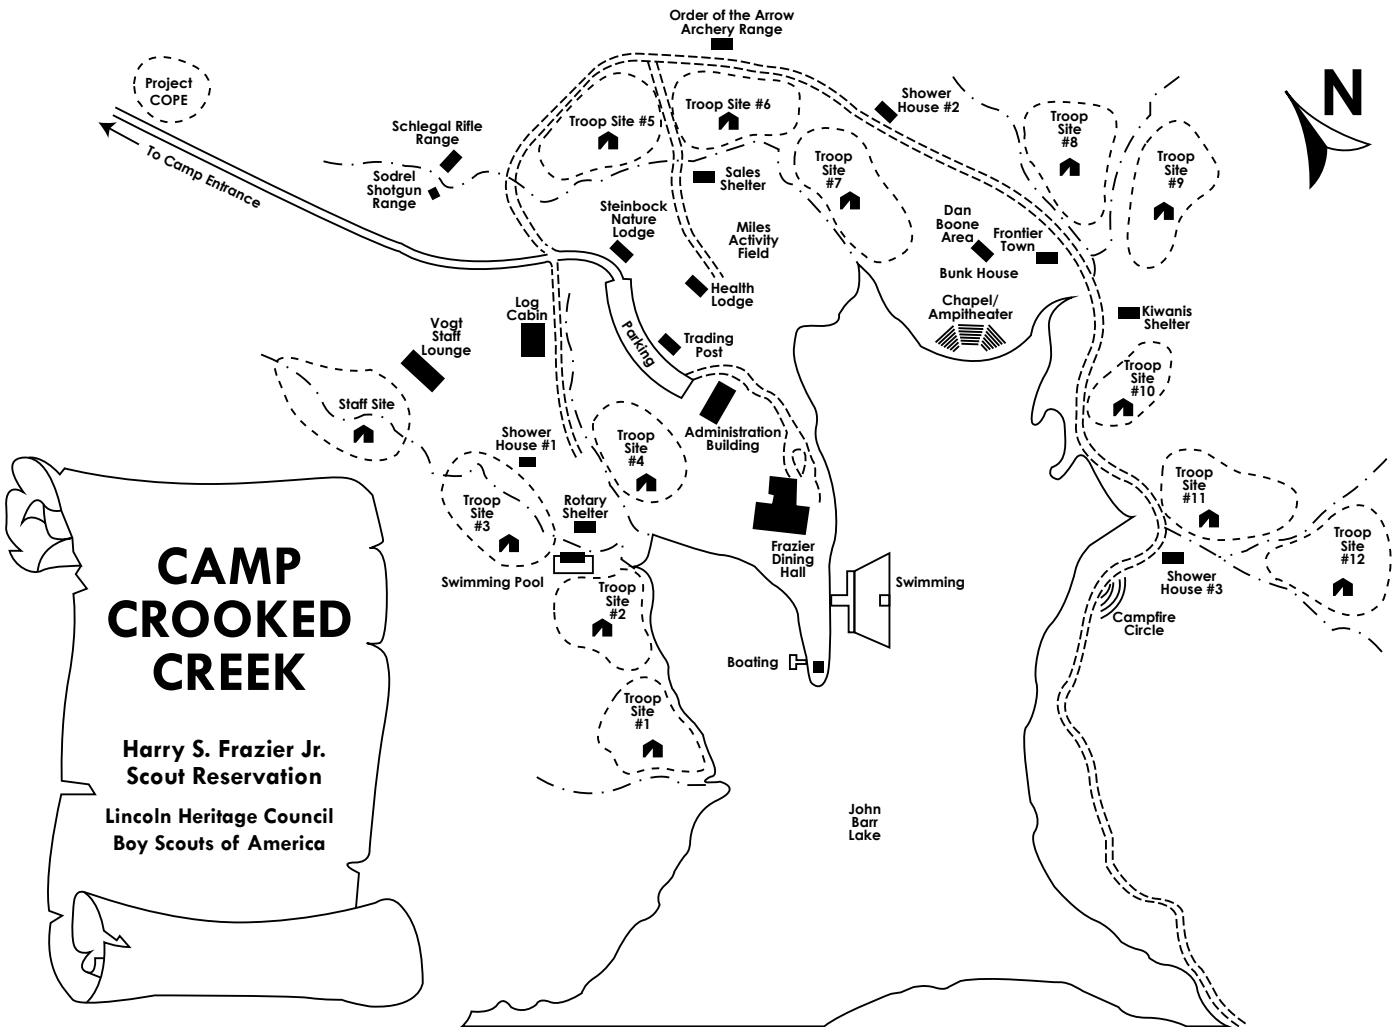 Order of the Arrow
Archery Range
Project
COPE
N
Shower
House #2
Troop Site #6
Troop Site #5
Troop
Site
#8
Schlegal Rifle
Range
To Camp Entrance
Sodrel
Shotgun
Range
Troop
Site
#7
Troop
Site
#9
Sales
Shelter
Steinbock
Nature
Lodge
Miles
Activity
Field
Dan
Boone
Area
Frontier
Town
Bunk House
Health
Lodge
Chapel/
Ampitheater
Log
Cabin
Kiwanis
Shelter
Vogt
Staff
Lounge
Parking
Trading
Post
Troop
Site
#10
Staff Site
Shower
House #1
Troop
Site
#4
Administration
Building
Troop
Site
#11
Troop
Site
#3
Rotary
Shelter
Frazier
Dining
Hall
Troop
Site
#12
Swimming Pool
Swimming
Shower
House #3
Troop
Site
#2
Campfire
Circle
Boating
Troop
Site
#1
John
Barr
Lake
CAMP
CROOKED
CREEK
Harry S. Frazier Jr.
Scout Reservation
Lincoln Heritage Council
Boy Scouts of America